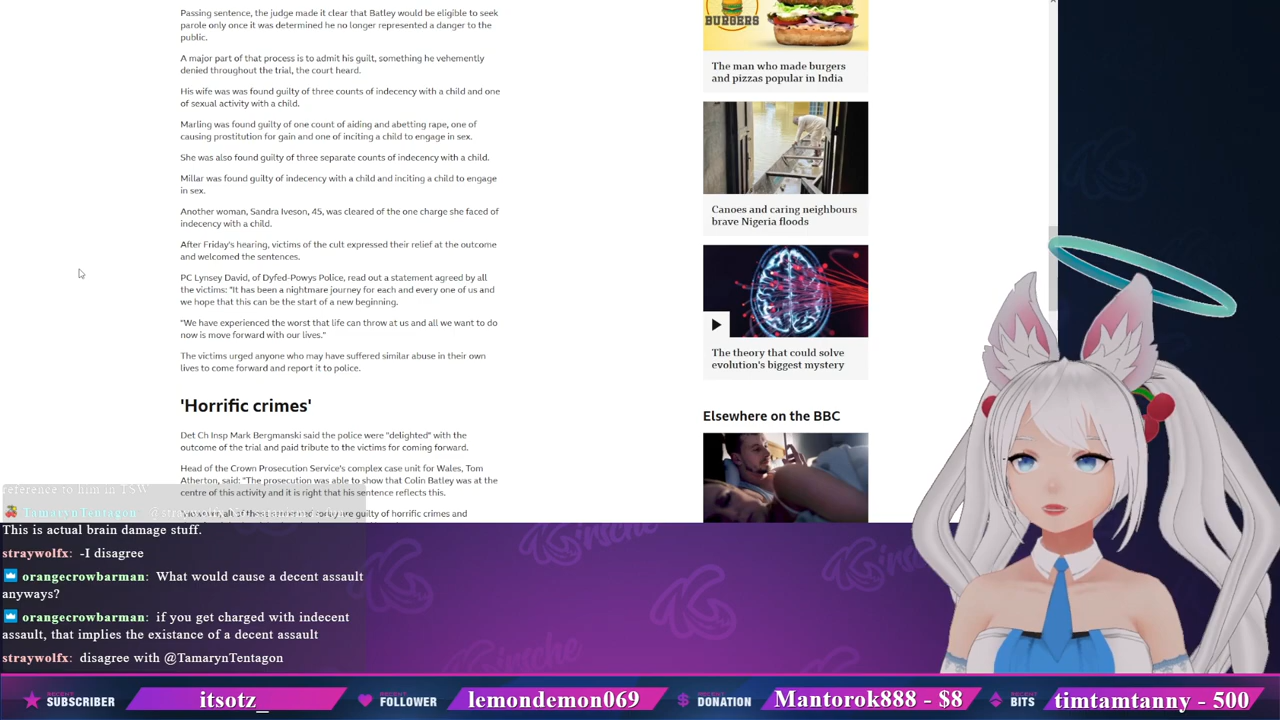 Passing sentence, the judge made it clear that Batley would be eligible to seek
parole only once it was determined he no longer represented a danger to the
public.
A major part of that process is to admit his guilt, something he vehemently
denied throughout the trial, the court heard.
His wife was was found guilty of three counts of indecency with a child and one
of sexual activity with a child.
Marling was found guilty of one count of aiding and abetting rape, one of
causing prostitution for gain and one of inciting a child to engage in sex.
She was also found guilty of three separate counts of indecency with a child.
Millar was found guilty of indecency with a child and inciting a child to engage
in sex.
Another woman, Sandra Iveson, 45, was cleared of the one charge she faced of
indecency with a child.
After Friday's hearing, victims of the cult expressed their relief at the outcome
and welcomed the sentences.
PC Lynsey David, of Dyfed-Powys Police, read out a statement agreed by all
the victims: "It has been a nightmare journey for each and every one of us and
we hope that this can be the start of a new beginning.
"We have experienced the worst that life can throw at us and all we want to do
now is move forward with our lives."
The victims urged anyone who may have suffered similar abuse in their own
lives to come forward and report it to police.
'Horrific crimes'
Det Ch Insp Mark Bergmanski said the police were "delighted" with the
outcome of the trial and paid tribute to the victims for coming forward.
Head of the Crown Prosecution Service's complex case unit for Wales, Tom
Atherton, said: "The prosecution was able to show that Colin Batley was at the
centre of this activity and it is right that his sentence reflects this.
guilty of horrific crimes and
BURGERS
The man who made burgers
and pizzas popular in India
Canoes and caring neighbours
brave Nigeria floods
The theory that could solve
evolution's biggest mystery
Elsewhere on the BBC
reference to him in TSW
TamarynTentagon:
This is actual brain damage stuff.
straywolfx: -I disagree
orangecrowbarman: What would cause a decent assault
anyways?
orangecrowbarman: if you get charged with indecent
assault, that implies the existance of a decent assault
straywolfx: disagree with @TamarynTentagon
RECENT
SUBSCRIBER
itsotz_
RECENT
FOLLOWER
lemondemon069
RECENT
DONATION
Mantorok888 - $8
RECENT
BITS
timtamtanny - 500